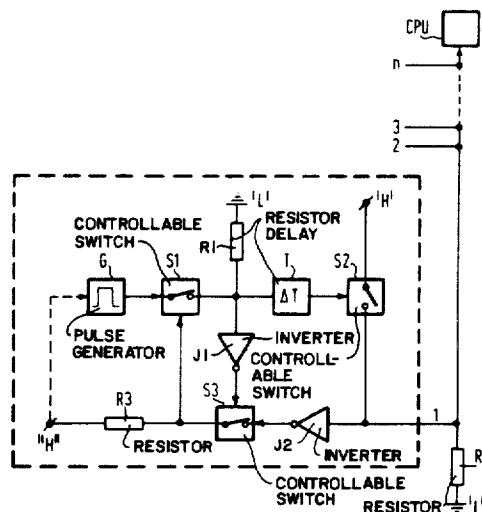 CPU
n
3
2
'L'
'H'
CONTROLLABLE
SWITCH
RESISTOR
DELAY
R1
G
S1
T
S2
ΔT
PULSE
GENERATOR
J1
INVERTER
CONTROLL-
ABLE
SWITCH
S3
R3
"H"
RESISTOR
J2
INVERTER
1
CONTROLLABLE
SWITCH
R
RESISTOR
'L'